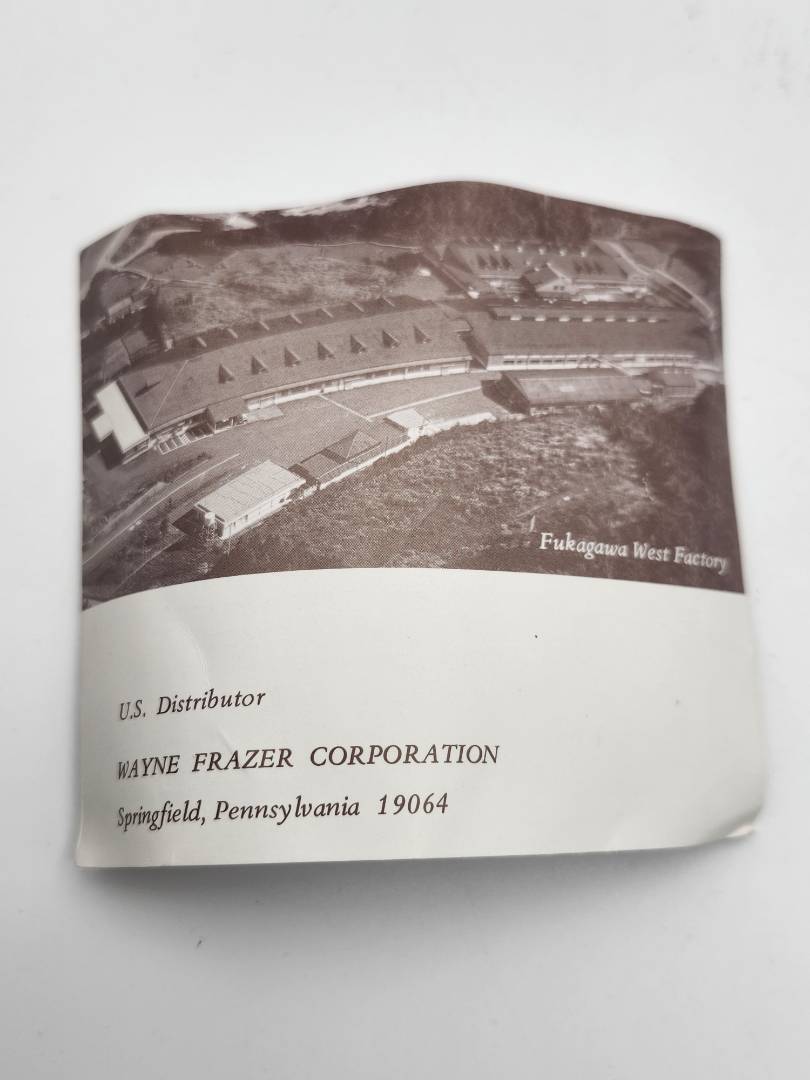 Fukagawa West Factory
U.S. Distributor
WAYNE FRAZER CORPORATION
Springfield, Pennsylvania 19064